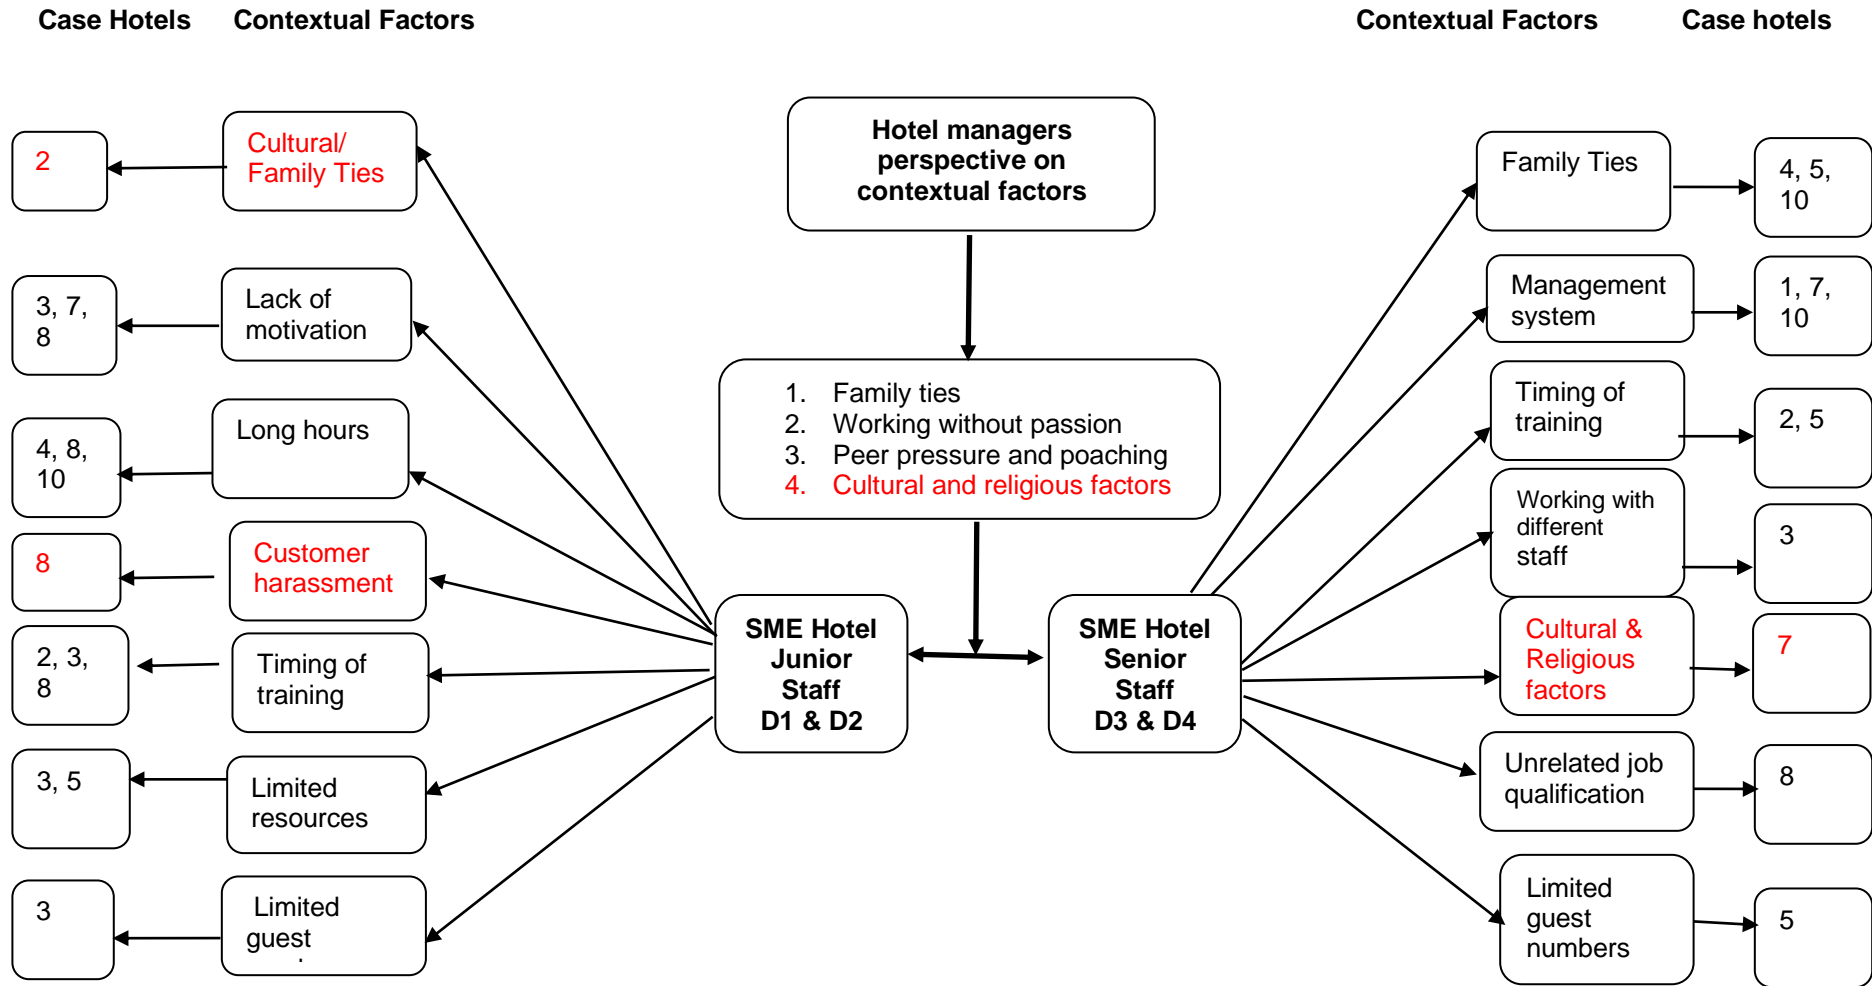 Case Hotels
Contextual Factors
Contextual Factors
Case hotels
2
Cultural/
Family Ties
3, 7,
8
Lack of
motivation
4, 8,
10
Long hours
8
Customer
harassment
2, 3,
8
Timing of
training
3, 5
Limited
resources
3
Limited
guest
Hotel managers
perspective on
contextual factors
1. Family ties
2. Working without passion
3. Peer pressure and poaching
4. Cultural and religious factors
SME Hotel
Junior
Staff
D1 & D2
SME Hotel
Senior
Staff
D3 & D4
Family Ties
4, 5,
10
Management
system
1, 7,
10
Timing of
training
2, 5
Working with
different
staff
3
Cultural &
Religious
factors
7
Unrelated job
qualification
8
Limited
guest
numbers
5